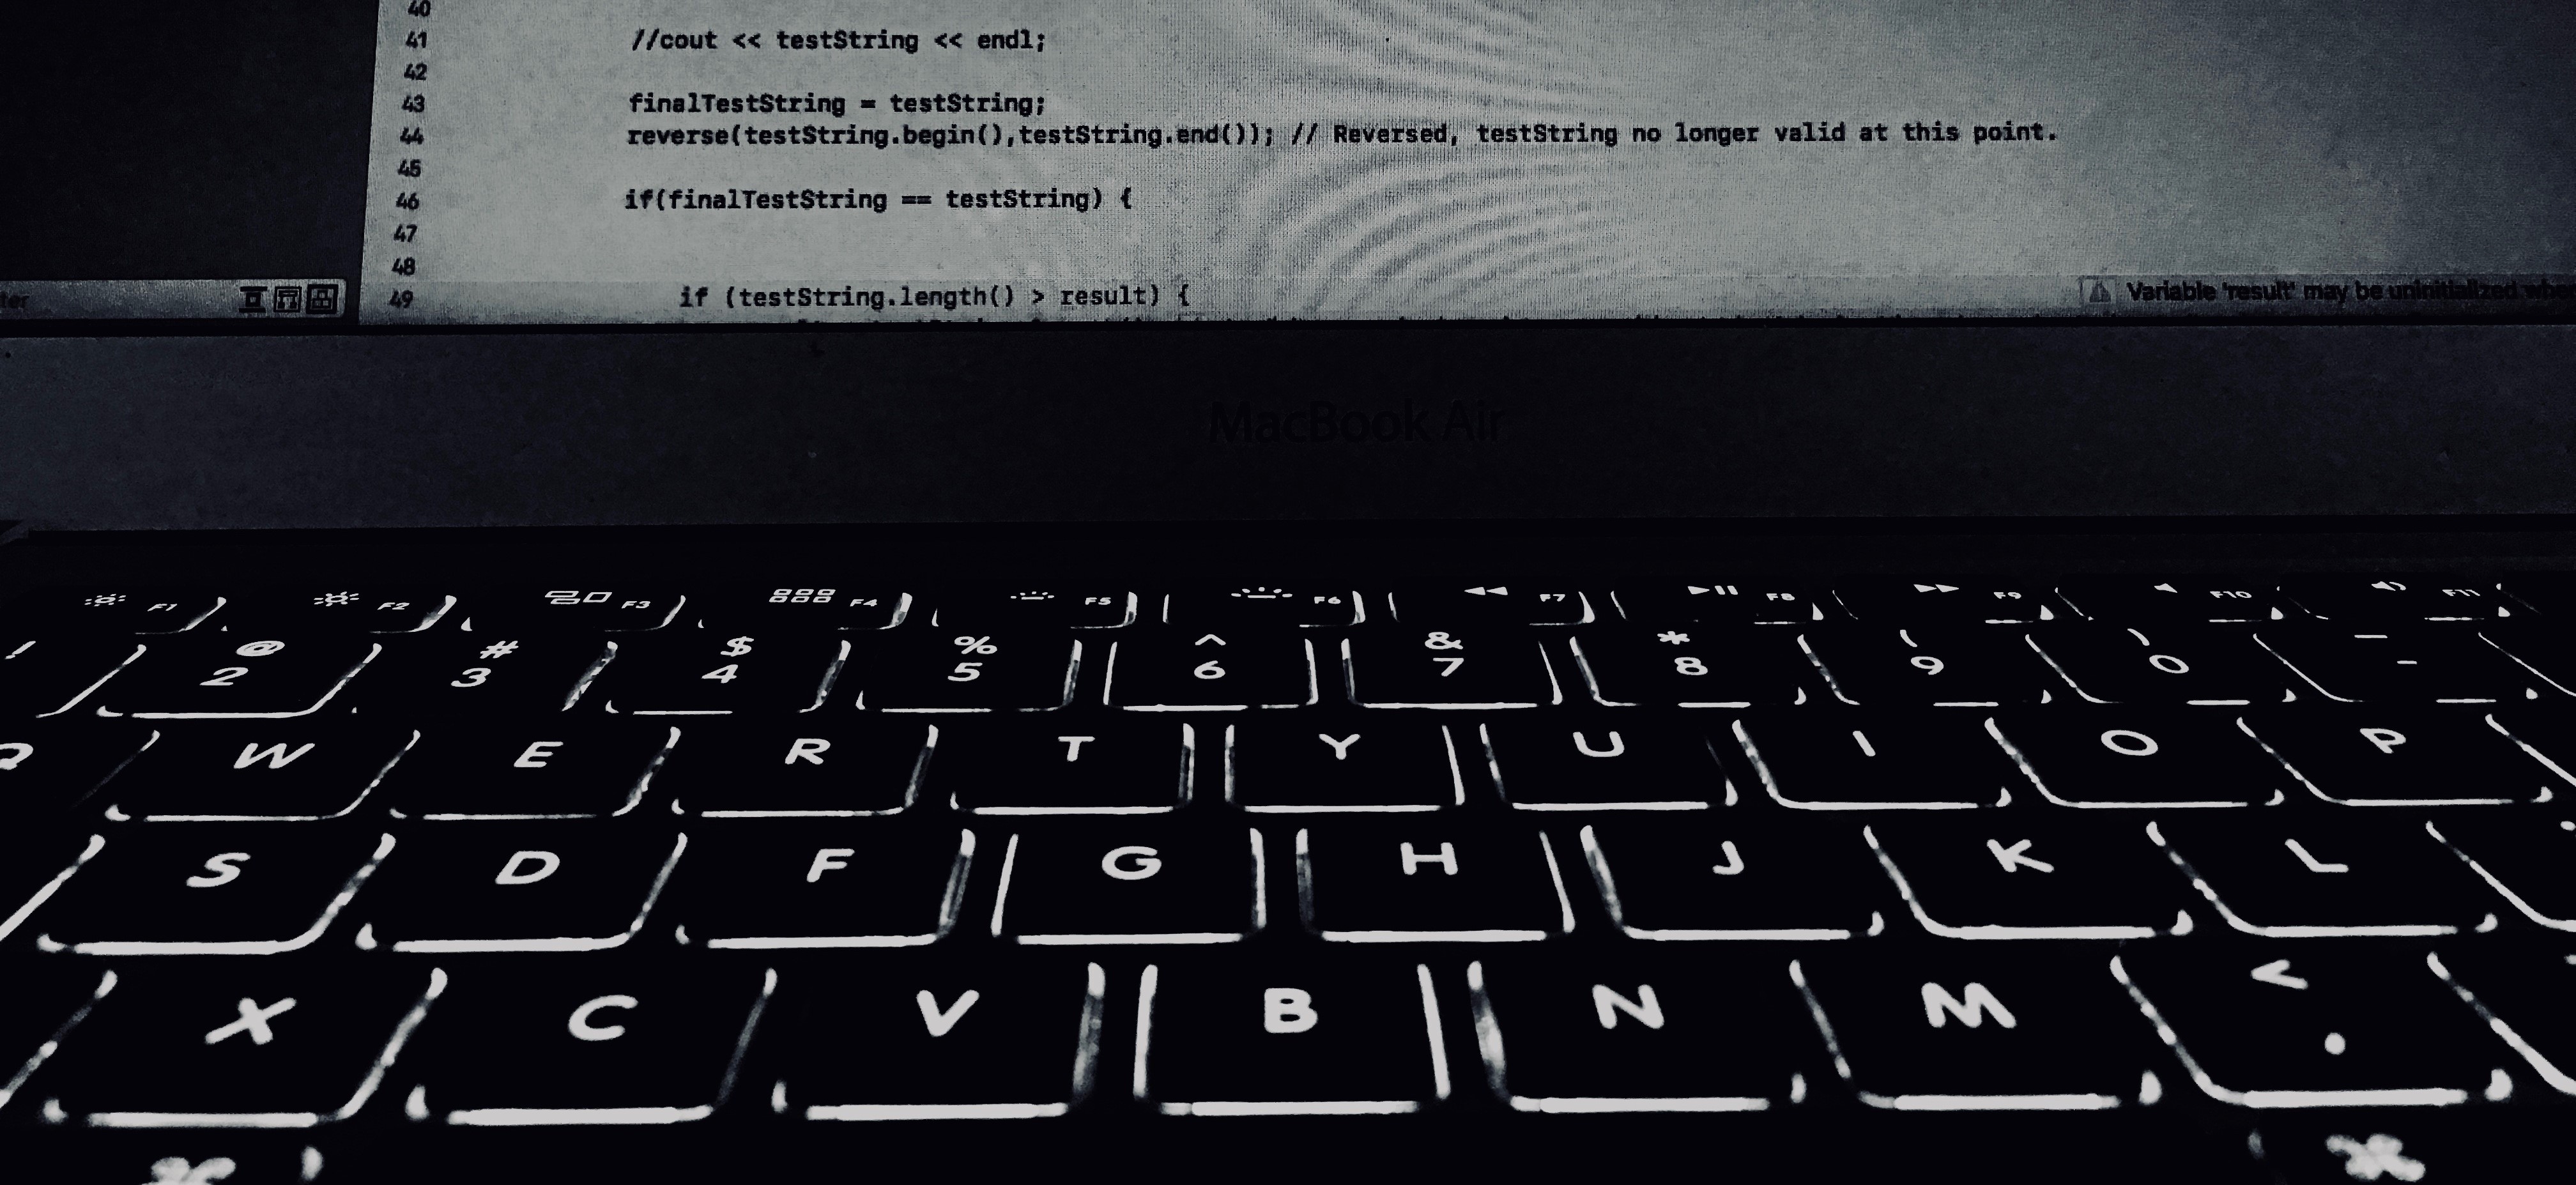 40
41 //cout << testString << endl;
42
43 finalTestString = testString;
44 reverse(testString.begin(),testString.end()); // Reversed, testString no longer valid at this point.
45
46 if(finalTestString == testString) {
47
48
ter
49 if (testString.length() > result) { Variable 'result' may be uninitialized whe
MacBook Air
F1 F2 F3 F4 F5 F6 F7 F8 F9 F10 F11
! @ # $ % ^ & * ( ) _
2 3 4 5 6 7 8 9 0 -
Q W E R T Y U I O P
S D F G H J K L
X C V B N M <
⌘ ⌘